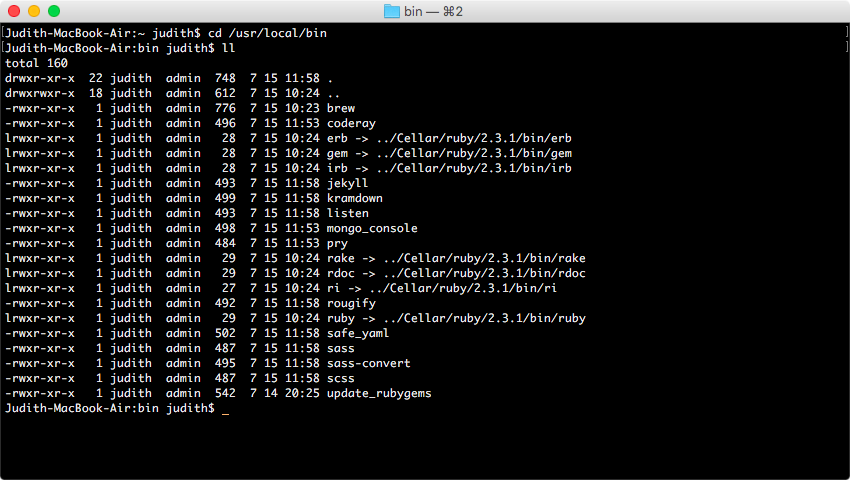 bin — ⌘2
[Judith-MacBook-Air:~ judith$ cd /usr/local/bin ]
[Judith-MacBook-Air:bin judith$ ll ]
total 160
drwxr-xr-x  22 judith  admin  748  7 15 11:58 .
drwxrwxr-x  18 judith  admin  612  7 15 10:24 ..
-rwxr-xr-x   1 judith  admin  776  7 15 10:23 brew
-rwxr-xr-x   1 judith  admin  496  7 15 11:53 coderay
lrwxr-xr-x   1 judith  admin   28  7 15 10:24 erb -> ../Cellar/ruby/2.3.1/bin/erb
lrwxr-xr-x   1 judith  admin   28  7 15 10:24 gem -> ../Cellar/ruby/2.3.1/bin/gem
lrwxr-xr-x   1 judith  admin   28  7 15 10:24 irb -> ../Cellar/ruby/2.3.1/bin/irb
-rwxr-xr-x   1 judith  admin  493  7 15 11:58 jekyll
-rwxr-xr-x   1 judith  admin  499  7 15 11:58 kramdown
-rwxr-xr-x   1 judith  admin  493  7 15 11:58 listen
-rwxr-xr-x   1 judith  admin  498  7 15 11:53 mongo_console
-rwxr-xr-x   1 judith  admin  484  7 15 11:53 pry
lrwxr-xr-x   1 judith  admin   29  7 15 10:24 rake -> ../Cellar/ruby/2.3.1/bin/rake
lrwxr-xr-x   1 judith  admin   29  7 15 10:24 rdoc -> ../Cellar/ruby/2.3.1/bin/rdoc
lrwxr-xr-x   1 judith  admin   27  7 15 10:24 ri -> ../Cellar/ruby/2.3.1/bin/ri
-rwxr-xr-x   1 judith  admin  492  7 15 11:58 rougify
lrwxr-xr-x   1 judith  admin   29  7 15 10:24 ruby -> ../Cellar/ruby/2.3.1/bin/ruby
-rwxr-xr-x   1 judith  admin  502  7 15 11:58 safe_yaml
-rwxr-xr-x   1 judith  admin  487  7 15 11:58 sass
-rwxr-xr-x   1 judith  admin  495  7 15 11:58 sass-convert
-rwxr-xr-x   1 judith  admin  487  7 15 11:58 scss
-rwxr-xr-x   1 judith  admin  542  7 14 20:25 update_rubygems
Judith-MacBook-Air:bin judith$ _